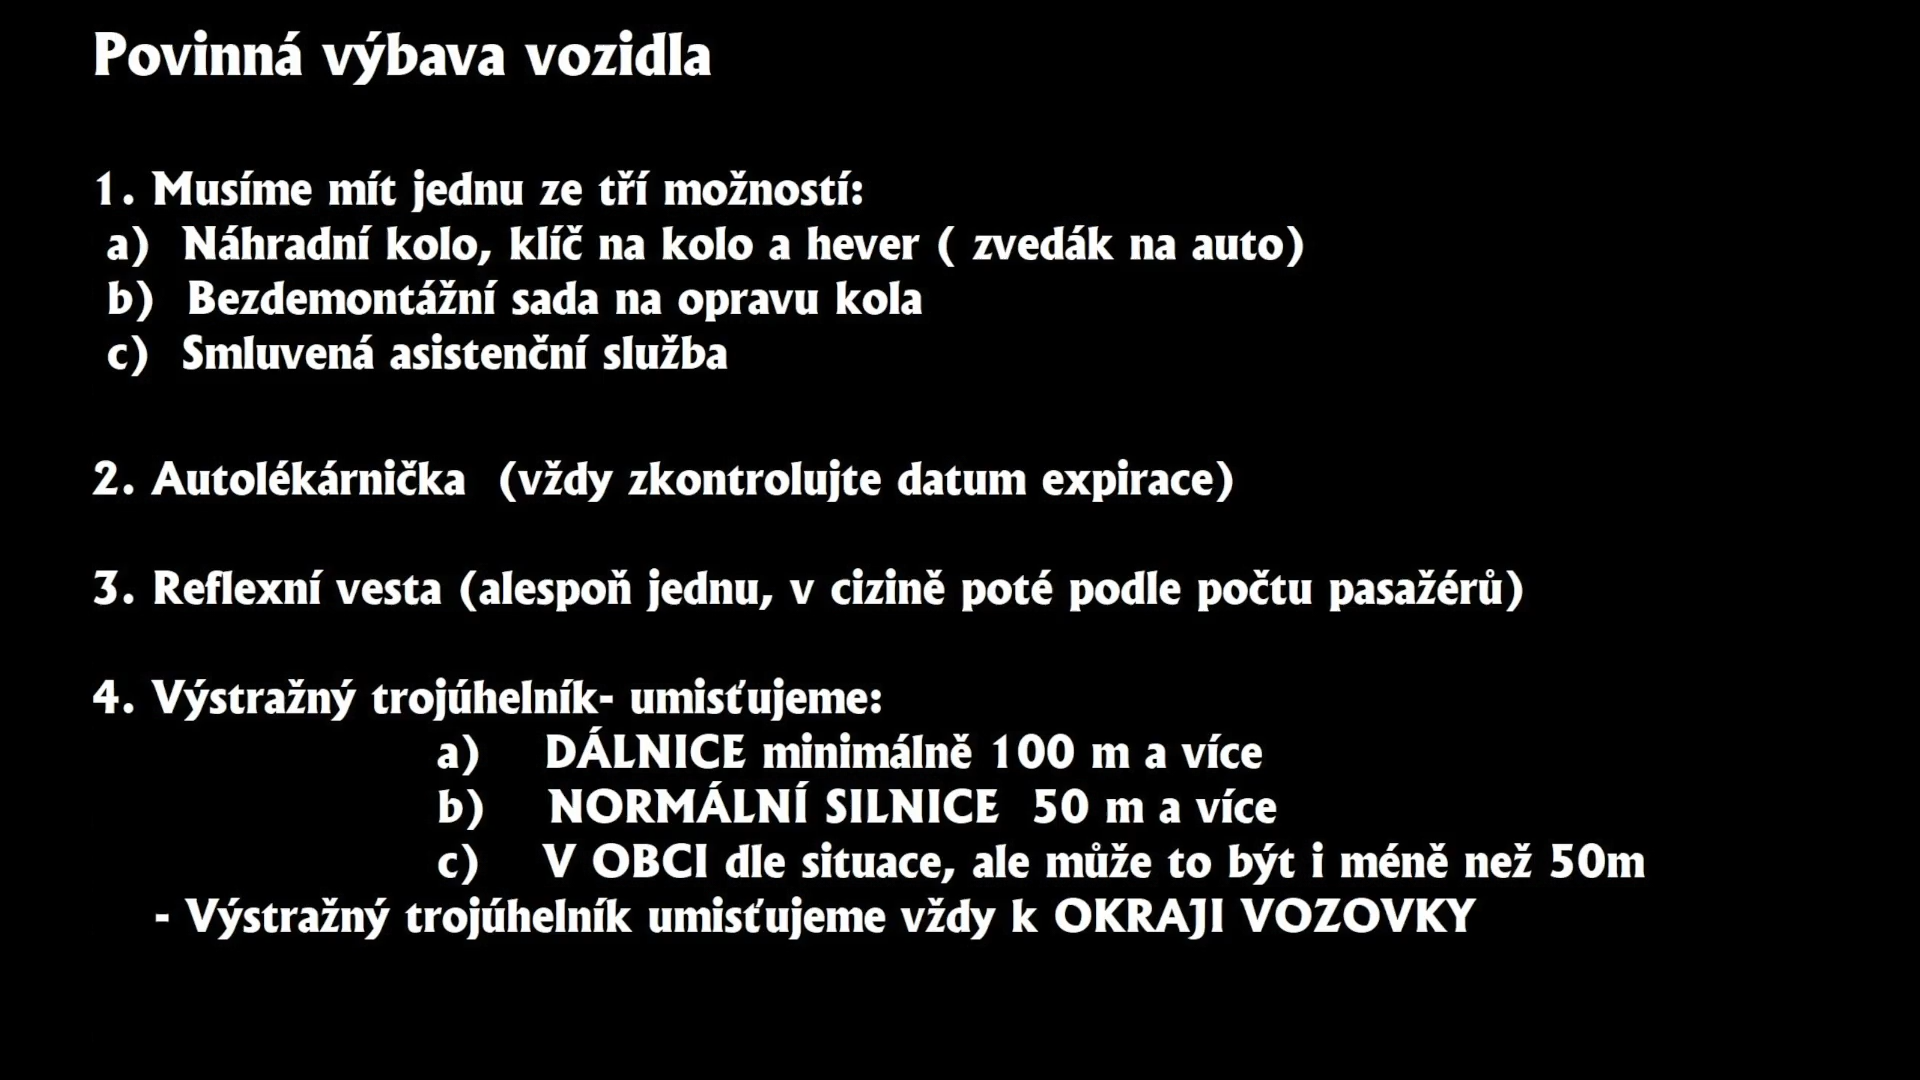 Povinná výbava vozidla
1. Musíme mít jednu ze tří možností:
a) Náhradní kolo, klíč na kolo a hever ( zvedák na auto)
b) Bezdemontážní sada na opravu kola
c) Smluvená asistenční služba
2. Autolékárnička (vždy zkontrolujte datum expirace)
3. Reflexní vesta (alespoň jednu, v cizině poté podle počtu pasažérů)
4. Výstražný trojúhelník- umisťujeme:
a) DÁLNICE minimálně 100 m a více
b) NORMÁLNÍ SILNICE 50 m a více
c) V OBCI dle situace, ale může to být i méně než 50m
- Výstražný trojúhelník umisťujeme vždy k OKRAJI VOZOVKY